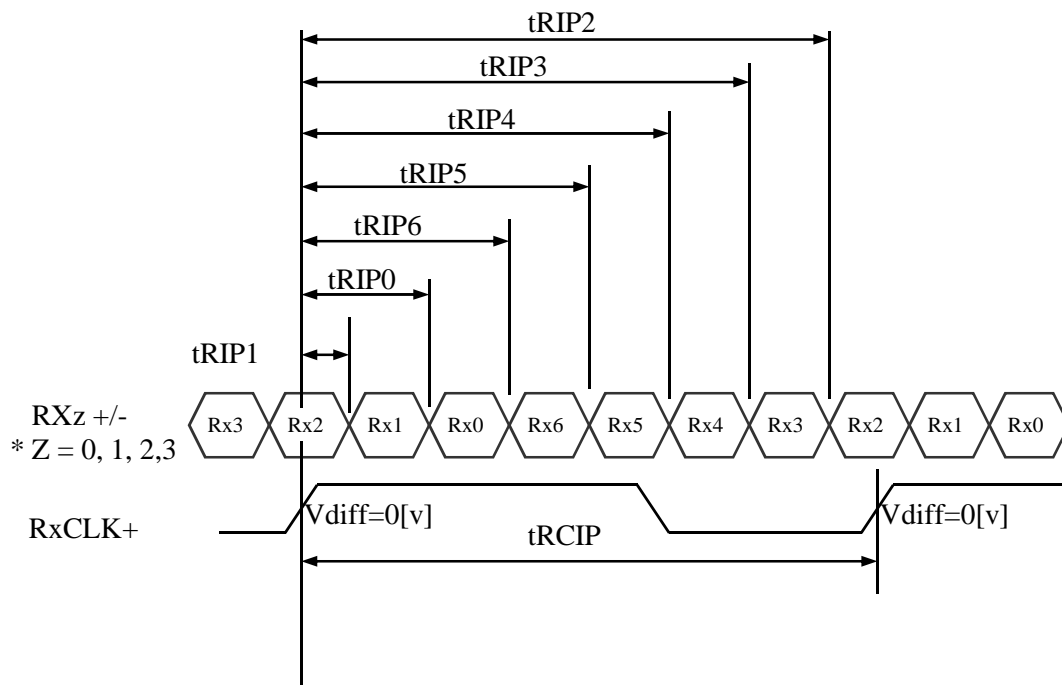 tRIP2
tRIP3
tRIP4
tRIP5
tRIP6
tRIP0
tRIP1
RXz +/-
* Z = 0, 1, 2,3
Rx3 Rx2 Rx1 Rx0 Rx6 Rx5 Rx4 Rx3 Rx2 Rx1 Rx0
RxCLK+
Vdiff=0[v] Vdiff=0[v]
tRCIP